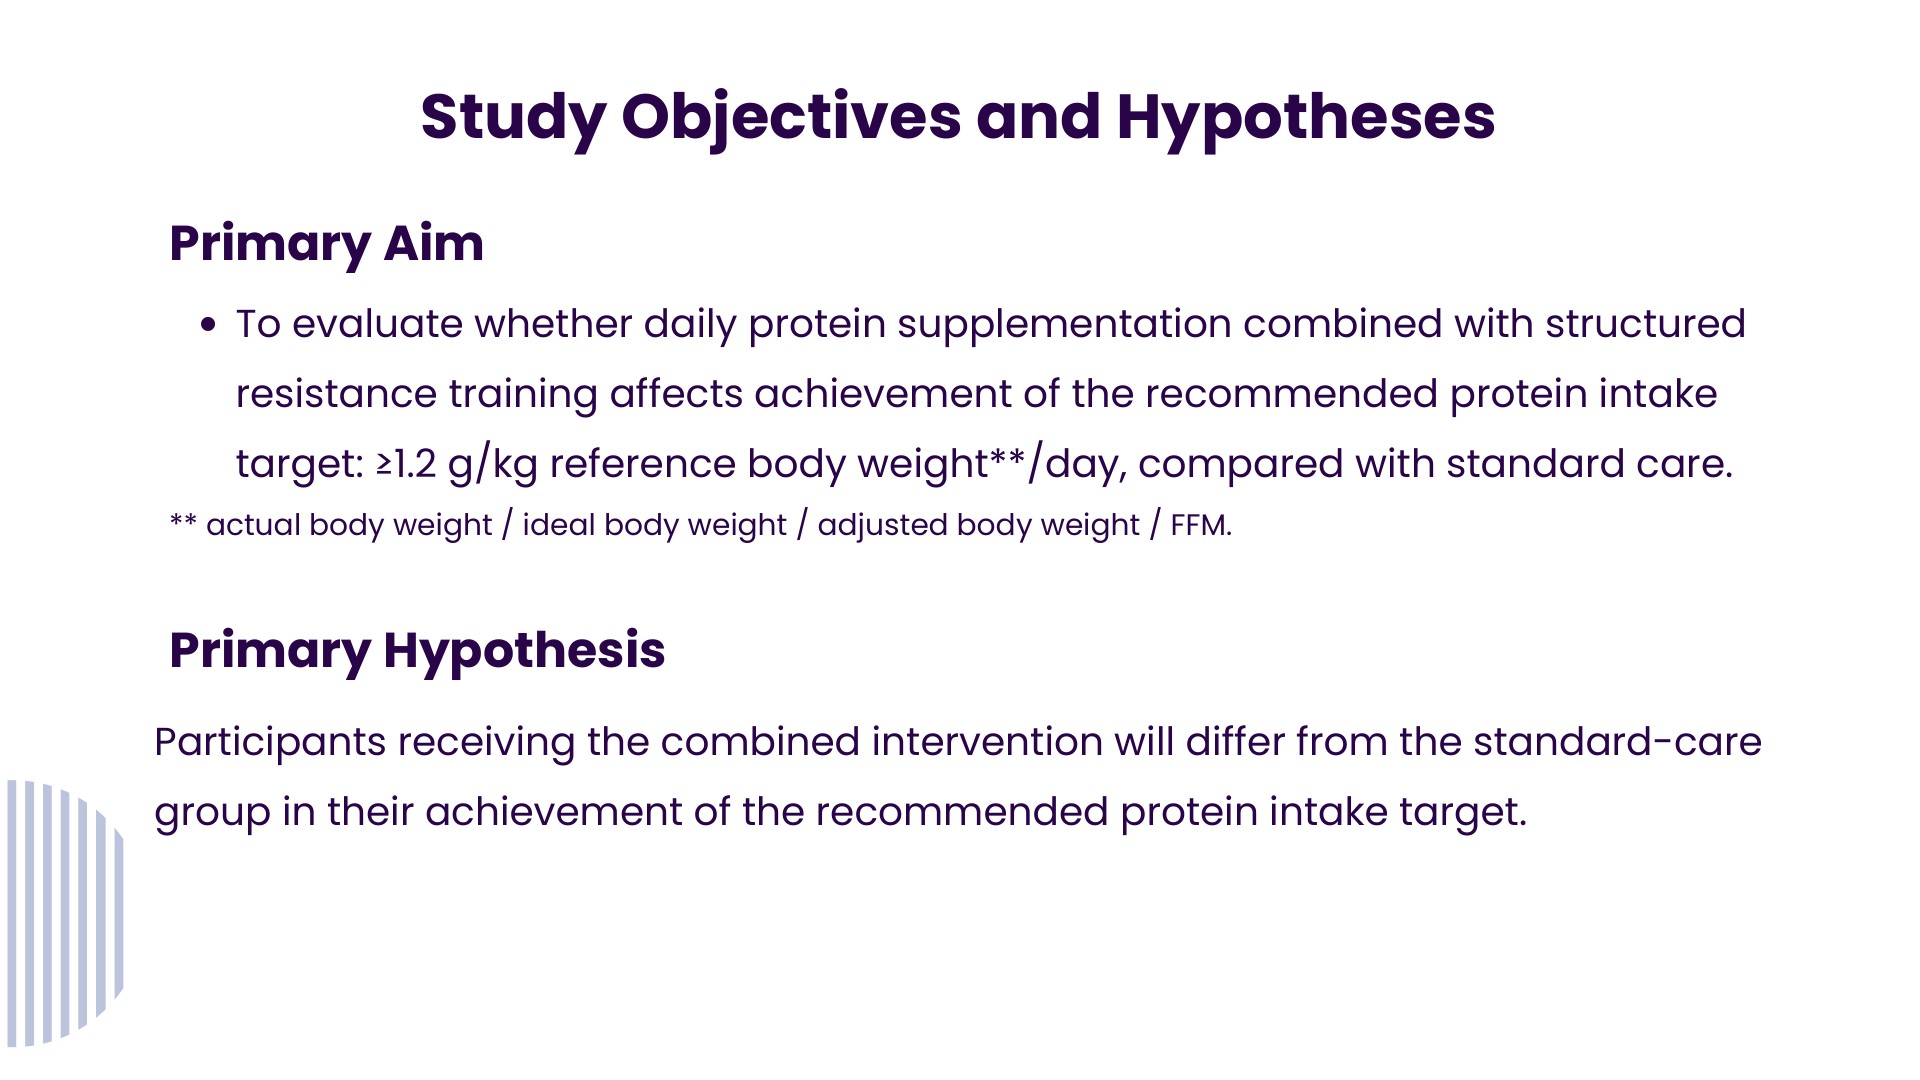 Study Objectives and Hypotheses
Primary Aim
• To evaluate whether daily protein supplementation combined with structured
resistance training affects achievement of the recommended protein intake
target: ≥1.2 g/kg reference body weight**/day, compared with standard care.
** actual body weight / ideal body weight / adjusted body weight / FFM.
Primary Hypothesis
Participants receiving the combined intervention will differ from the standard-care
group in their achievement of the recommended protein intake target.